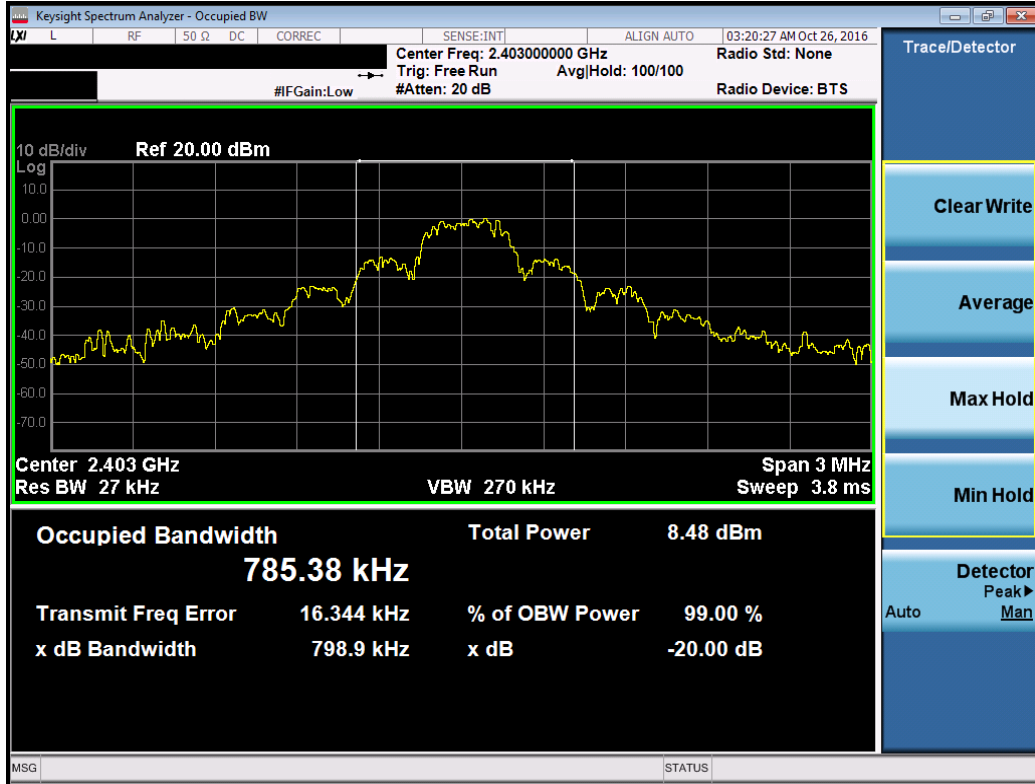 Keysight Spectrum Analyzer - Occupied BW
LXI L RF 50 Ω DC CORREC SENSE:INT ALIGN AUTO 03:20:27 AM Oct 26, 2016
Center Freq: 2.403000000 GHz Radio Std: None
Trig: Free Run Avg|Hold: 100/100
#IFGain:Low #Atten: 20 dB Radio Device: BTS
Trace/Detector
10 dB/div Ref 20.00 dBm
Log
10.0
0.00
-10.0
-20.0
-30.0
-40.0
-50.0
-60.0
-70.0
Center 2.403 GHz Span 3 MHz
Res BW 27 kHz VBW 270 kHz Sweep 3.8 ms
Occupied Bandwidth Total Power 8.48 dBm
785.38 kHz
Transmit Freq Error 16.344 kHz % of OBW Power 99.00 %
x dB Bandwidth 798.9 kHz x dB -20.00 dB
Clear Write
Average
Max Hold
Min Hold
Detector
Peak▶
Auto Man
MSG STATUS